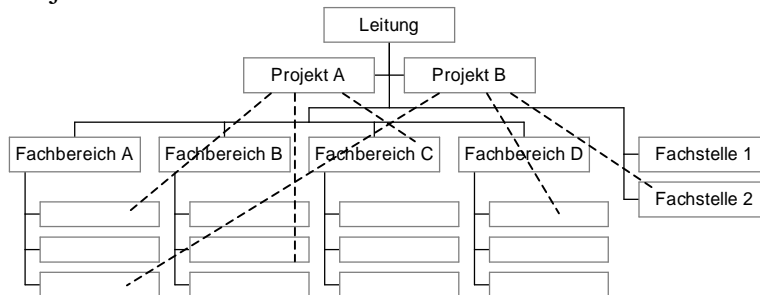 Leitung
Projekt A
Projekt B
Fachbereich A
Fachbereich B
Fachbereich C
Fachbereich D
Fachstelle 1
Fachstelle 2